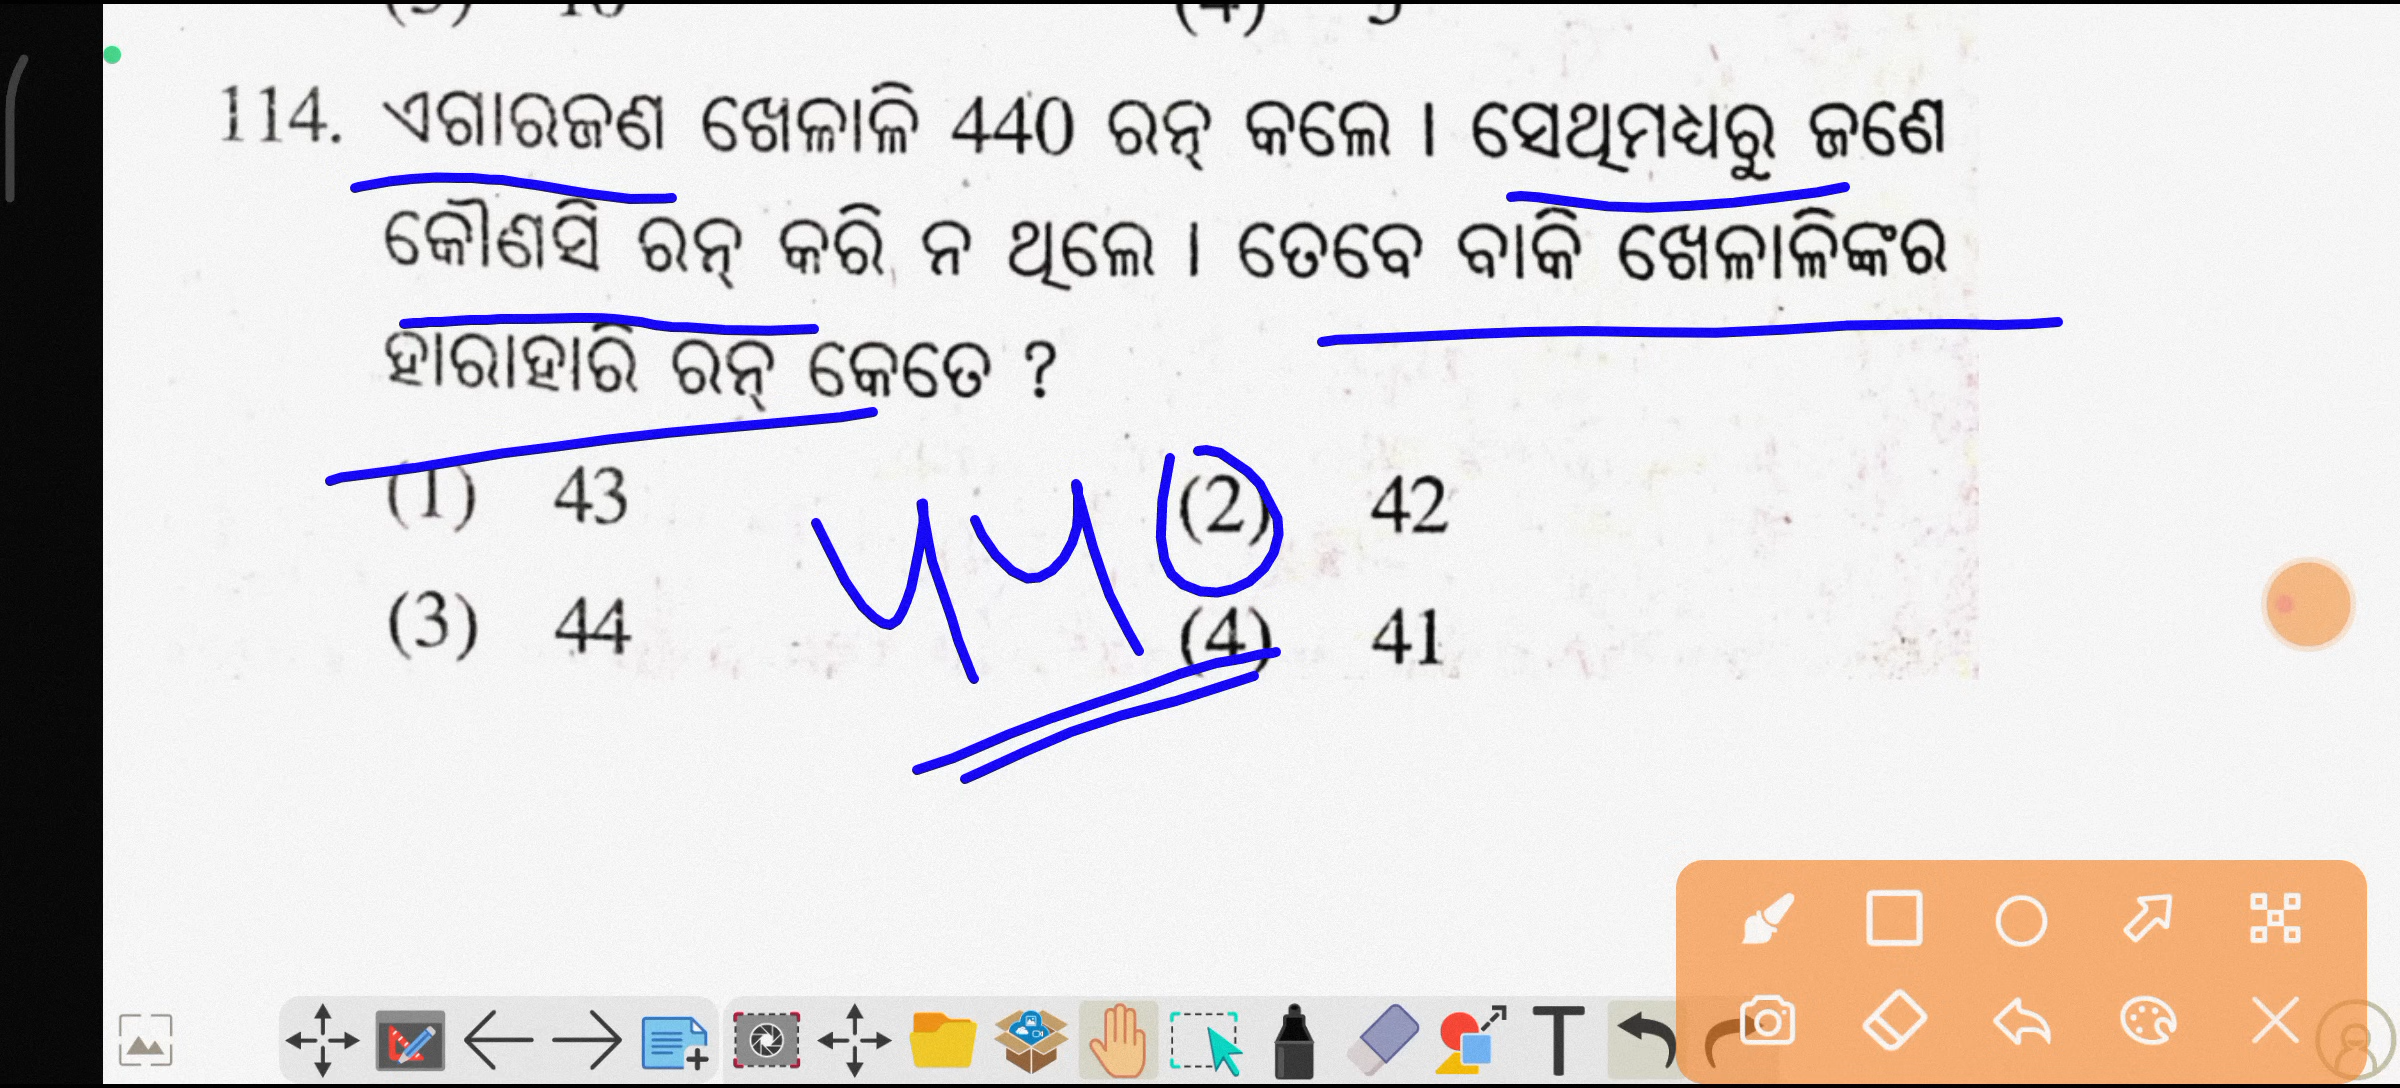 114. ଏଗାରଜଣ ଖେଳାଳି 440 ରନ୍ କଲେ । ସେଥିମଧ୍ଯରୁ ଜଣେ
କୌଣସି ରନ୍ କରି ନ ଥିଲେ । ତେବେ ବାକି ଖେଳାଳିଙ୍କର
ହାରାହାରି ରନ୍ କେତେ ?
(1) 43 (2) 42
440
(3) 44 (4) 41
T